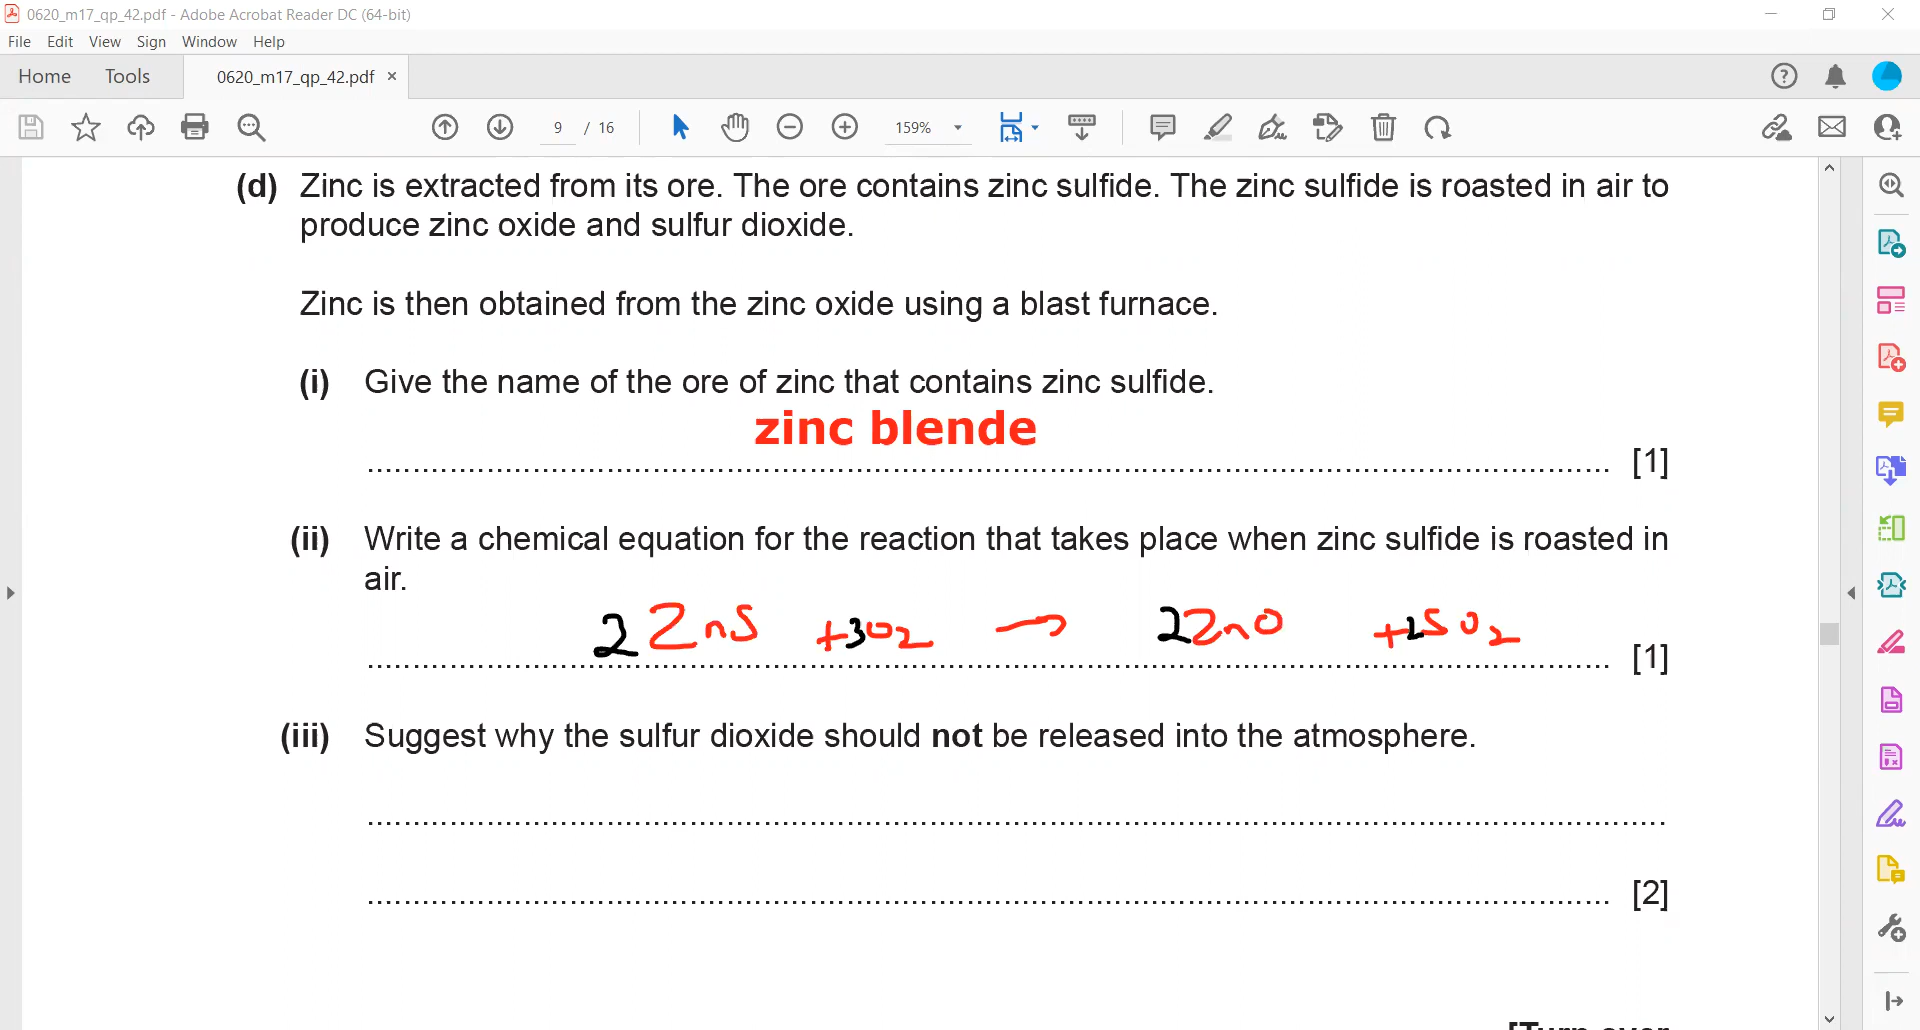 0620_m17_qp_42.pdf - Adobe Acrobat Reader DC (64-bit)
File Edit View Sign Window Help
Home Tools 0620_m17_qp_42.pdf ×
9 / 16 159%
(d) Zinc is extracted from its ore. The ore contains zinc sulfide. The zinc sulfide is roasted in air to
produce zinc oxide and sulfur dioxide.
Zinc is then obtained from the zinc oxide using a blast furnace.
(i) Give the name of the ore of zinc that contains zinc sulfide.
zinc blende
[1]
(ii) Write a chemical equation for the reaction that takes place when zinc sulfide is roasted in
air.
2 ZnS +3O2 → 2ZnO +2SO2
[1]
(iii) Suggest why the sulfur dioxide should not be released into the atmosphere.
[2]
[Turn over